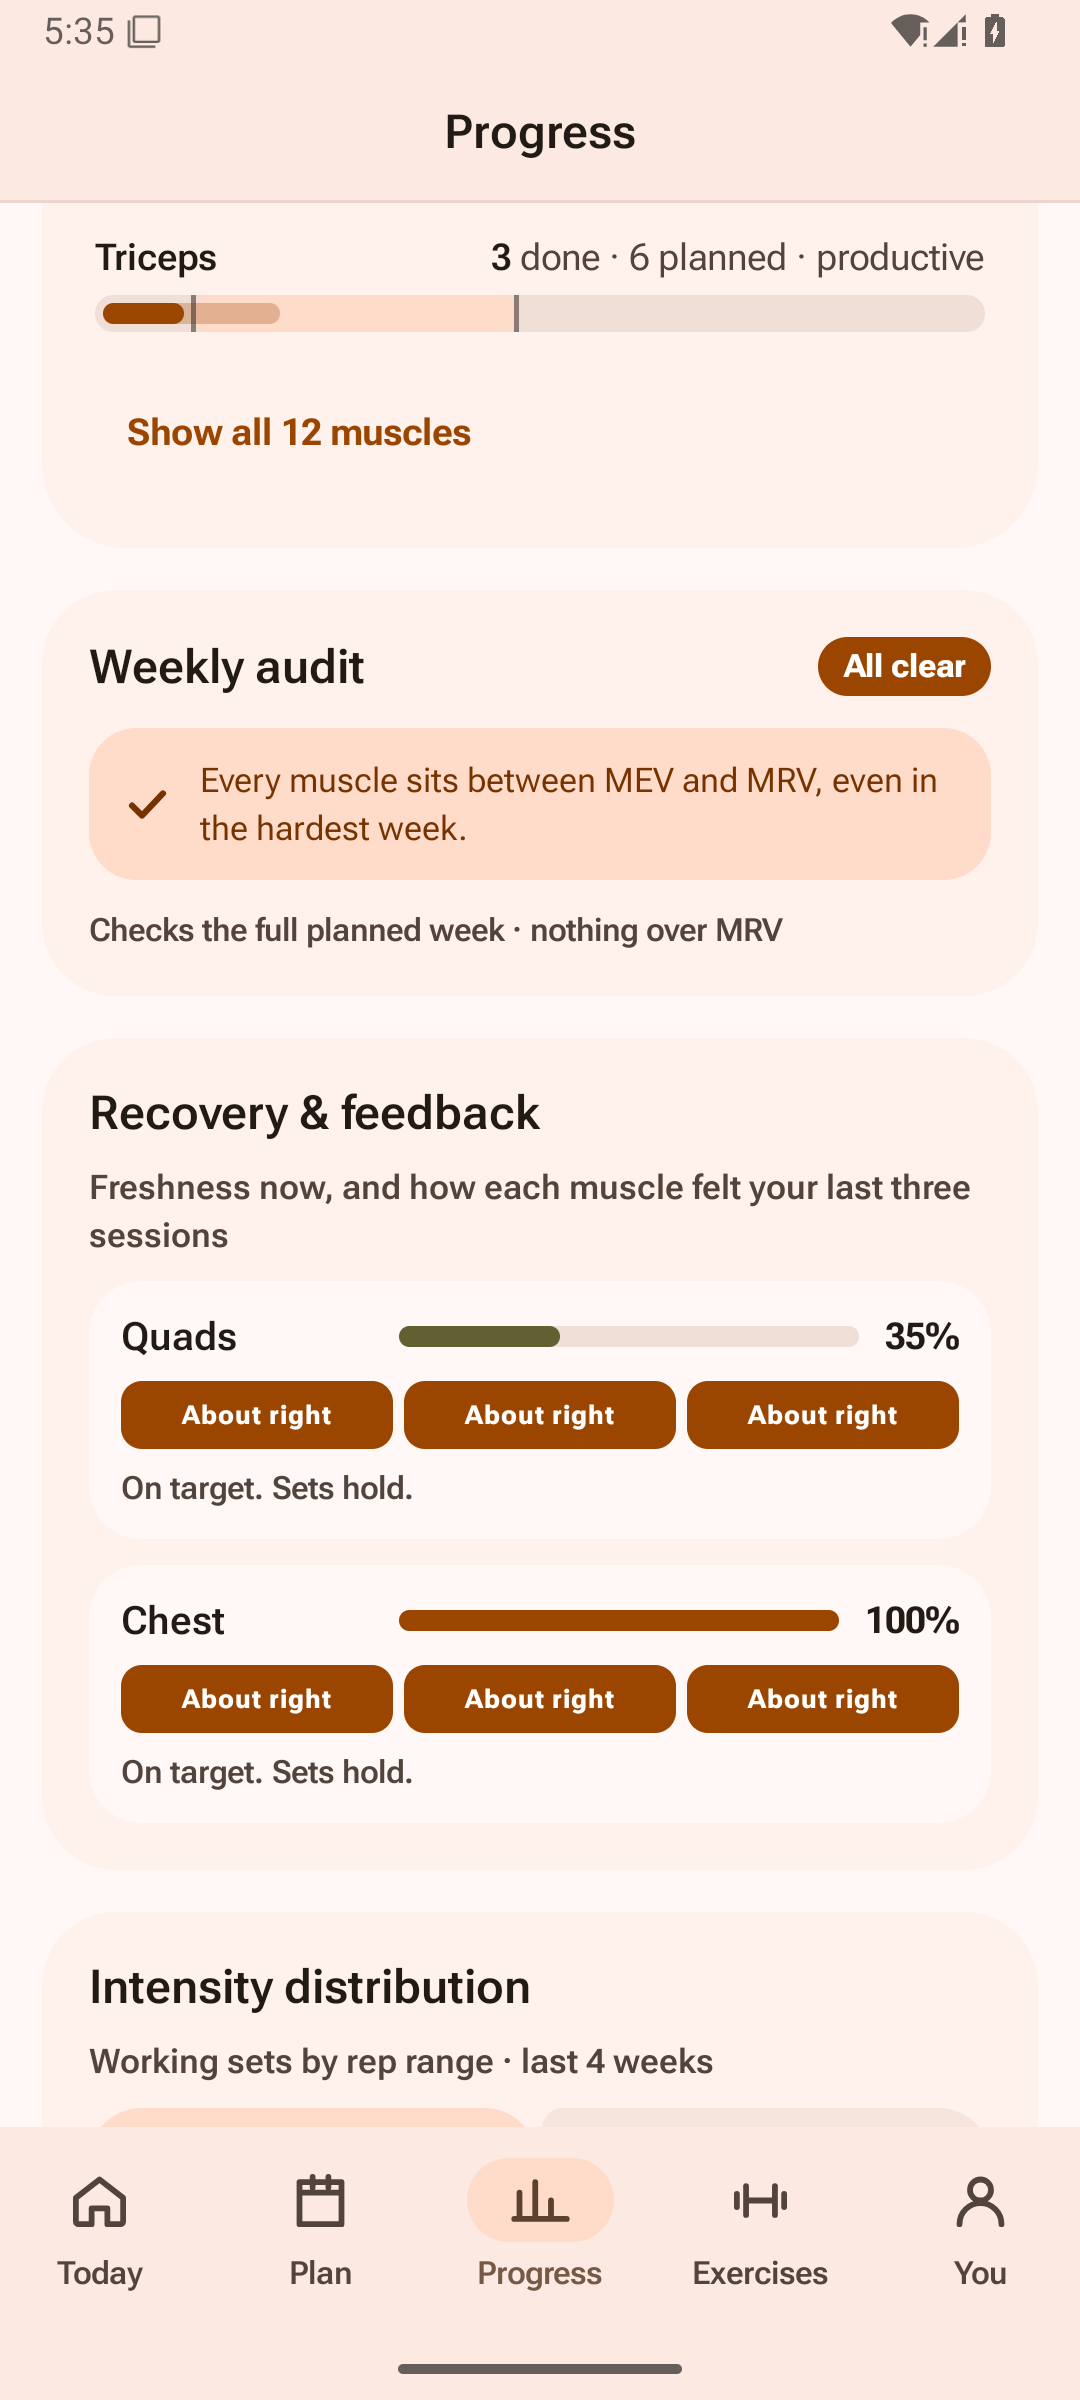 5:35
Progress
Triceps
3 done · 6 planned · productive
Show all 12 muscles
Weekly audit
All clear
Every muscle sits between MEV and MRV, even in
the hardest week.
Checks the full planned week · nothing over MRV
Recovery & feedback
Freshness now, and how each muscle felt your last three
sessions
Quads
35%
About right
About right
About right
On target. Sets hold.
Chest
100%
About right
About right
About right
On target. Sets hold.
Intensity distribution
Working sets by rep range · last 4 weeks
Today
Plan
Progress
Exercises
You